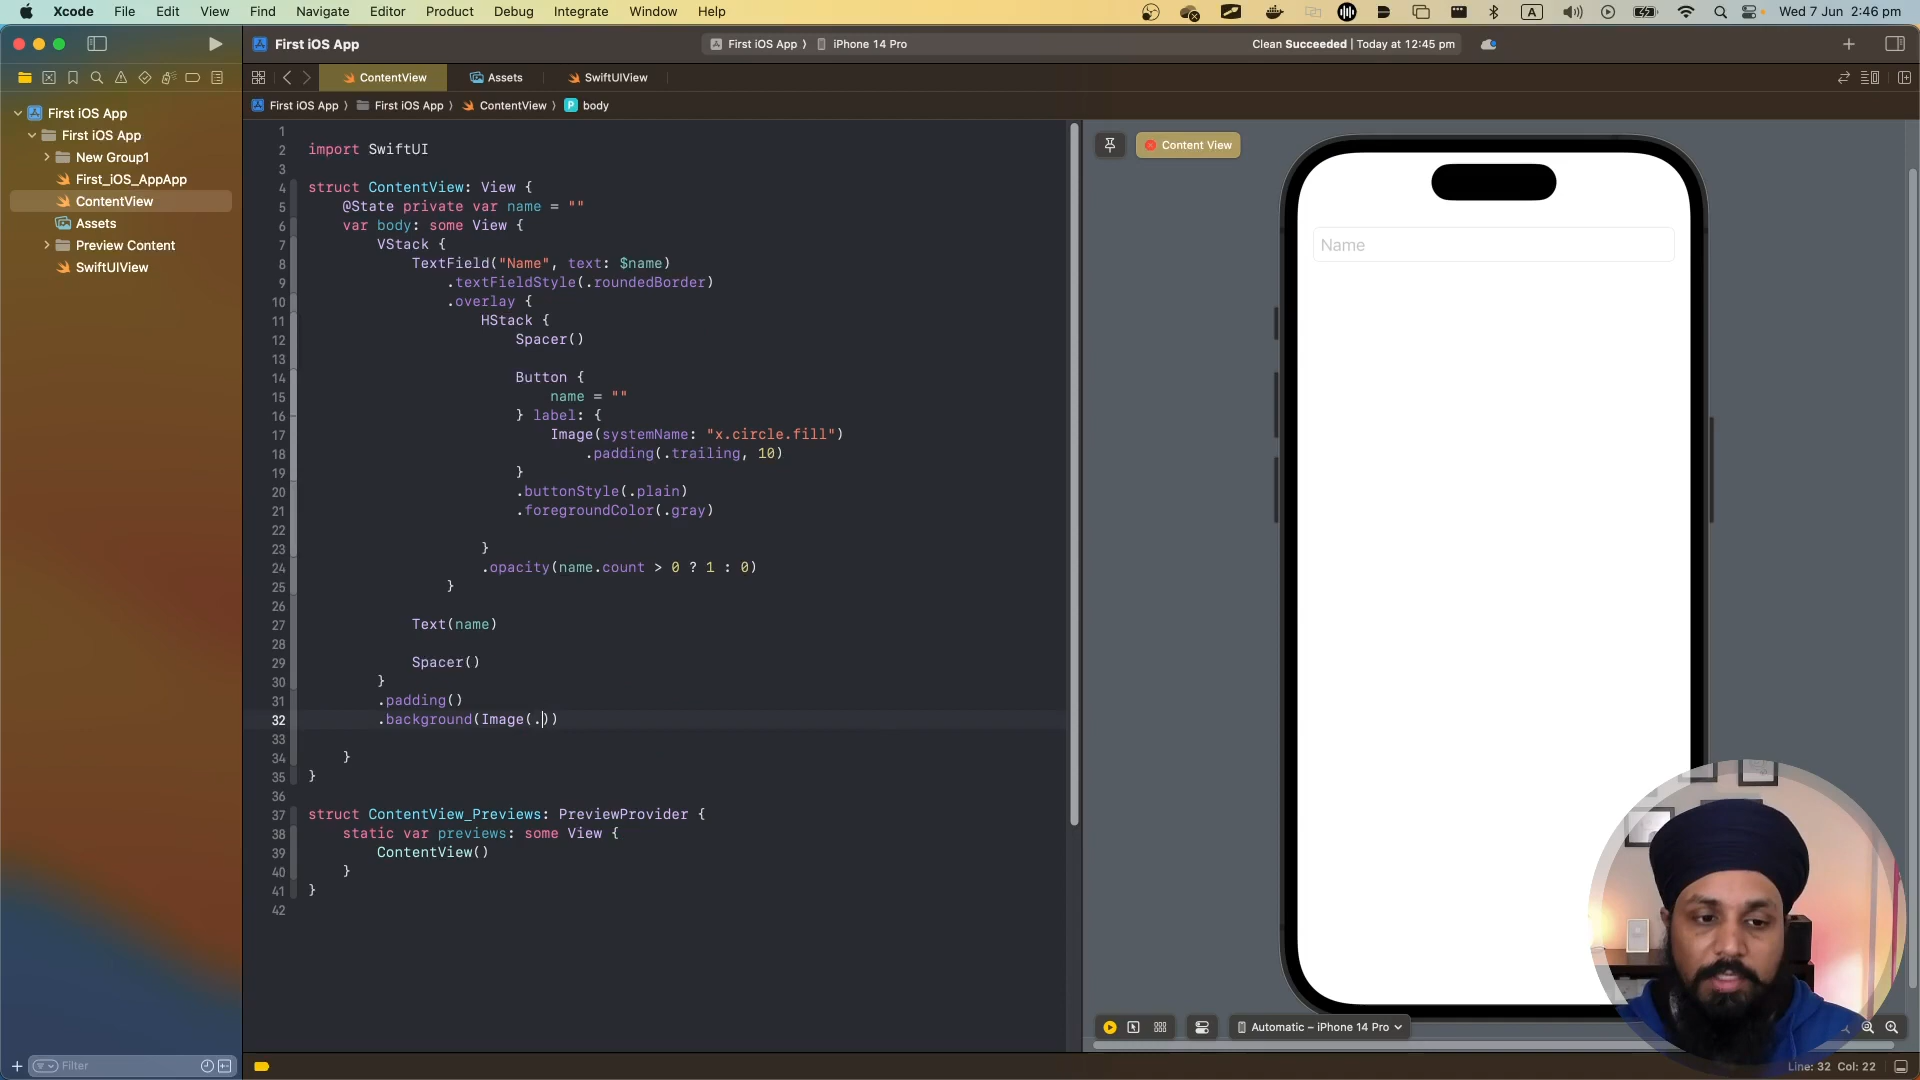 Xcode File Edit View Find Navigate Editor Product Debug Integrate Window Help A Wed 7 Jun 2:46 pm
First iOS App First iOS App iPhone 14 Pro Clean Succeeded | Today at 12:45 pm
ContentView Assets SwiftUIView
First iOS App First iOS App ContentView P body
First iOS App
First iOS App
New Group1
First_iOS_AppApp
ContentView
Assets
Preview Content
SwiftUIView
1
2 import SwiftUI
3
4 struct ContentView: View {
5 @State private var name = ""
6 var body: some View {
7 VStack {
8 TextField("Name", text: $name)
9 .textFieldStyle(.roundedBorder)
10 .overlay {
11 HStack {
12 Spacer()
13
14 Button {
15 name = ""
16 } label: {
17 Image(systemName: "x.circle.fill")
18 .padding(.trailing, 10)
19 }
20 .buttonStyle(.plain)
21 .foregroundColor(.gray)
22
23 }
24 .opacity(name.count > 0 ? 1 : 0)
25 }
26
27 Text(name)
28
29 Spacer()
30 }
31 .padding()
32 .background(Image(.))
33
34 }
35 }
36
37 struct ContentView_Previews: PreviewProvider {
38 static var previews: some View {
39 ContentView()
40 }
41 }
42
Content View
Name
Automatic – iPhone 14 Pro
Filter
Line: 32 Col: 22